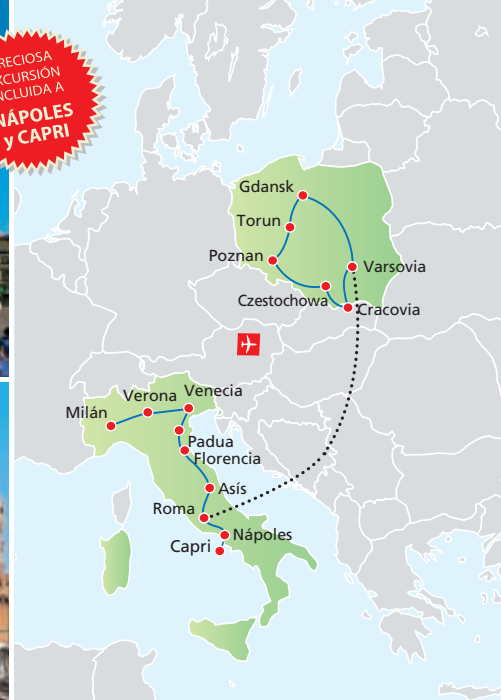 RECIOSA
XCURSIÓN
NCLUIDA A
NÁPOLES
y CAPRI
Gdansk
Torun
Poznan
Varsovia
Czestochowa
Cracovia
Verona
Venecia
Milán
Padua
Florencia
Asís
Roma
Nápoles
Capri